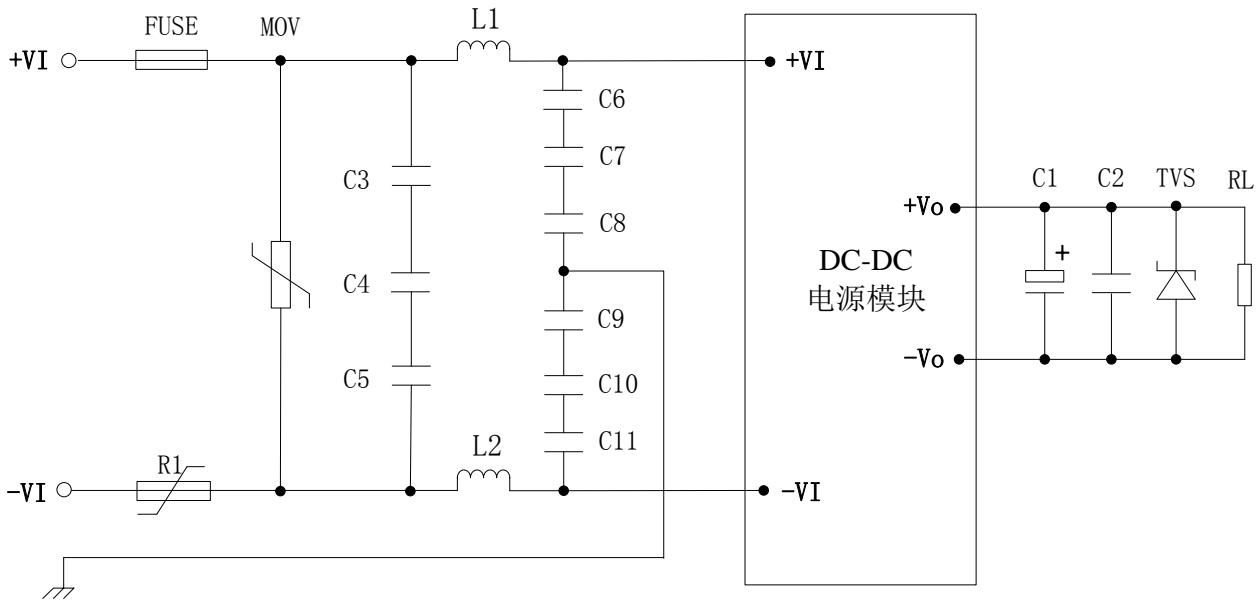 FUSE
MOV
L1
+VI
+VI
C6
C7
C3
C8
C1
C2
TVS
RL
+Vo
+
DC-DC
电源模块
C4
C9
-Vo
C5
C10
C11
L2
R1
-VI
-VI